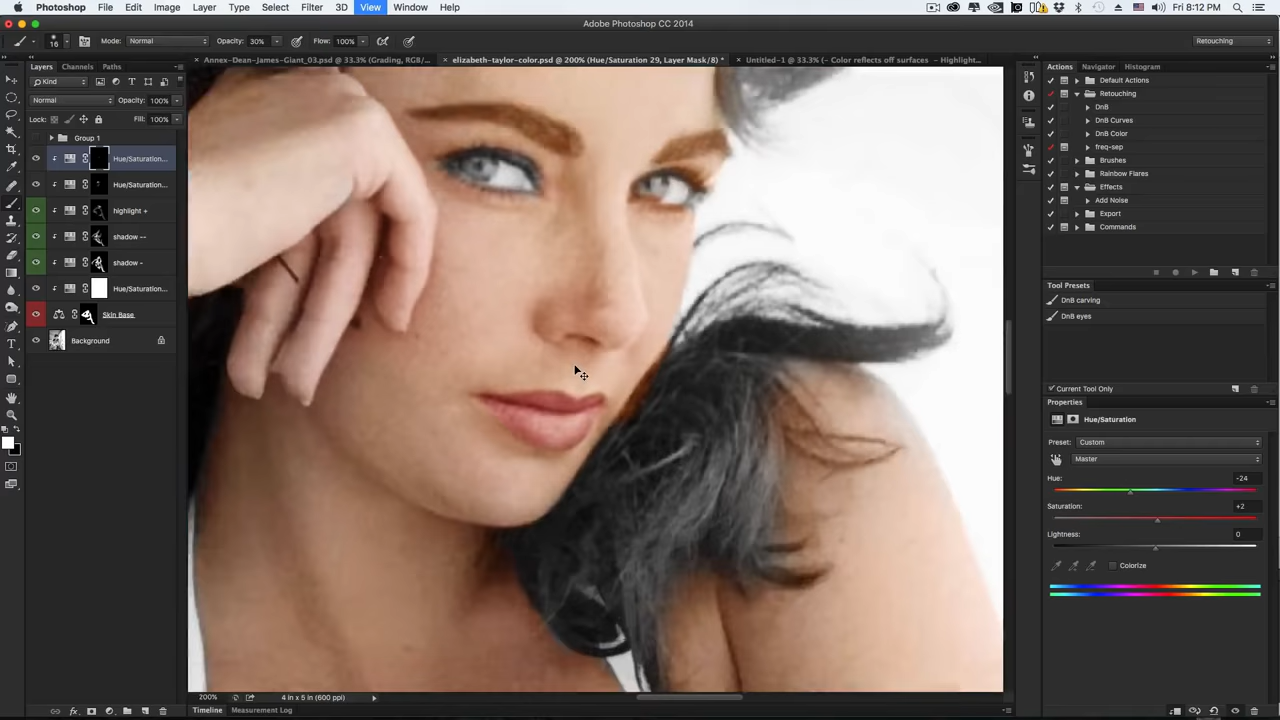 Photoshop File Edit Image Layer Type Select Filter 3D View Window Help Fri 8:12 PM
Adobe Photoshop CC 2014
16 Mode: Normal Opacity: 30% Flow: 100% Retouching
Layers Channels Paths
Annex-Dean-James-Giant_03.psd @ 33.3% (Grading, RGB/...
elizabeth-taylor-color.psd @ 200% (Hue/Saturation 29, Layer Mask/8) *
Untitled-1 @ 33.3% (- Color reflects off surfaces - Highlight...
Kind
Normal Opacity: 100%
Lock: Fill: 100%
Group 1
Hue/Saturation...
Hue/Saturation...
highlight +
shadow --
shadow -
Hue/Saturation...
Skin Base
Background
200% 4 in x 5 in (600 ppi)
Timeline Measurement Log
Actions Navigator Histogram
Default Actions
Retouching
DnB
DnB Curves
DnB Color
freq-sep
Brushes
Rainbow Flares
Effects
Add Noise
Export
Commands
Tool Presets
DnB carving
DnB eyes
Current Tool Only
Properties
Hue/Saturation
Preset: Custom
Master
Hue: -24
Saturation: +2
Lightness: 0
Colorize